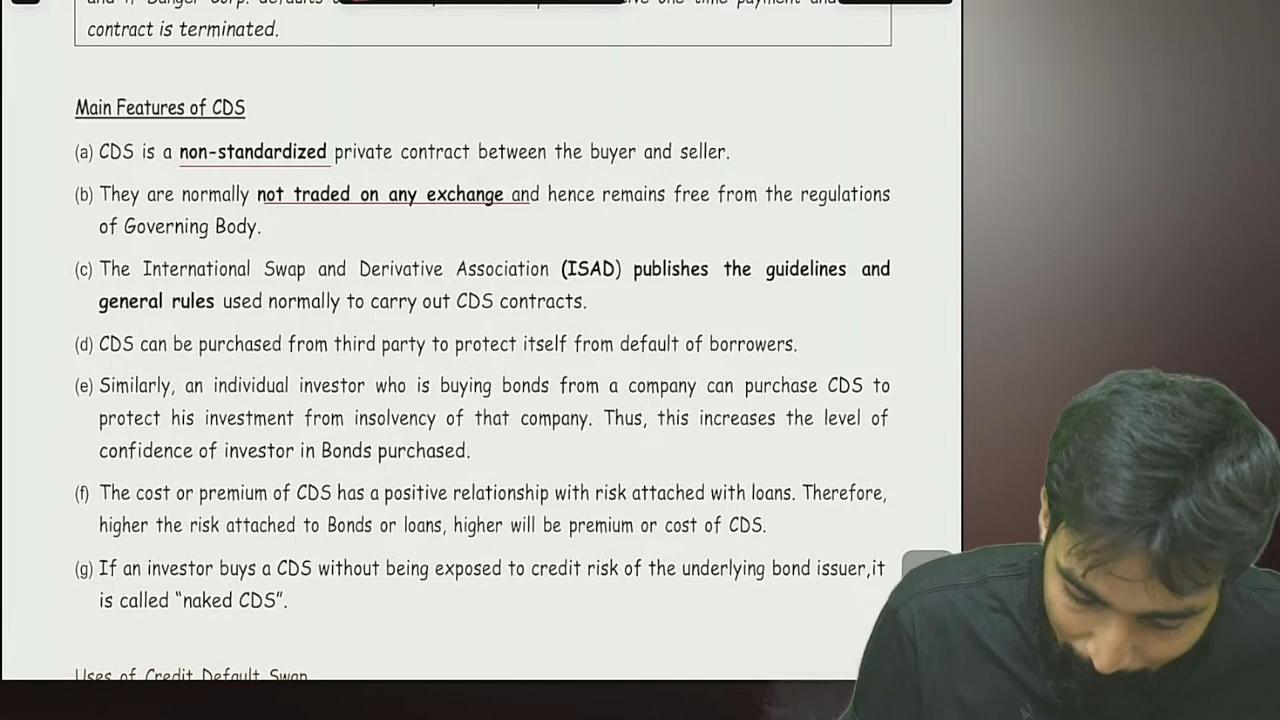 contract is terminated.
Main Features of CDS
(a) CDS is a non-standardized private contract between the buyer and seller.
(b) They are normally not traded on any exchange and hence remains free from the regulations
of Governing Body.
(c) The International Swap and Derivative Association (ISAD) publishes the guidelines and
general rules used normally to carry out CDS contracts.
(d) CDS can be purchased from third party to protect itself from default of borrowers.
(e) Similarly, an individual investor who is buying bonds from a company can purchase CDS to
protect his investment from insolvency of that company. Thus, this increases the level of
confidence of investor in Bonds purchased.
(f) The cost or premium of CDS has a positive relationship with risk attached with loans. Therefore,
higher the risk attached to Bonds or loans, higher will be premium or cost of CDS.
(g) If an investor buys a CDS without being exposed to credit risk of the underlying bond issuer,it
is called “naked CDS”.
Uses of Credit Default Swap